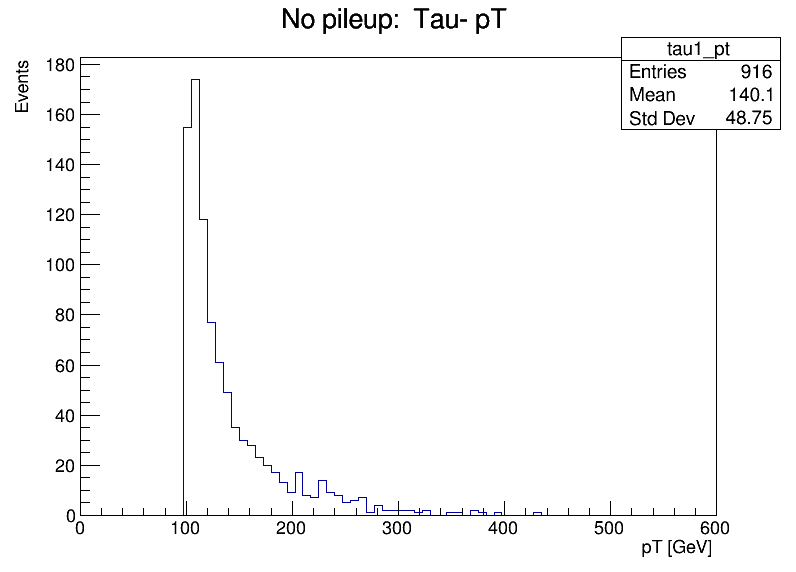 No pileup: Tau- pT
tau1_pt
Entries 916
Mean 140.1
Std Dev 48.75
Events
180
160
140
120
100
80
60
40
20
0
0 100 200 300 400 500 600
pT [GeV]